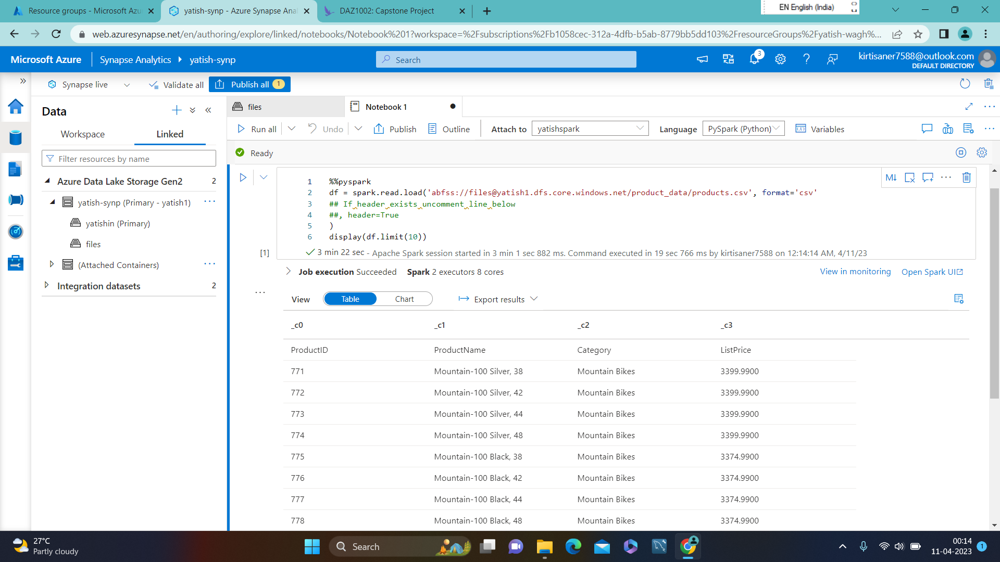 Resource groups - Microsoft Azu
yatish-synp - Azure Synapse Anal
DAZ1002: Capstone Project
EN English (India)
web.azuresynapse.net/en/authoring/explore/linked/notebooks/Notebook%201?workspace=%2Fsubscriptions%2Fb1058cec-312a-4dfb-b5ab-8779bb5dd103%2FresourceGroups%2Fyatish-wagh%...
Microsoft Azure
Synapse Analytics
yatish-synp
Search
3
kirtisaner7588@outlook.com
DEFAULT DIRECTORY
Synapse live
Validate all
Publish all 1
Data
Workspace
Linked
Filter resources by name
Azure Data Lake Storage Gen2 2
yatish-synp (Primary - yatish1)
yatishin (Primary)
files
(Attached Containers)
Integration datasets 2
files
Notebook 1
Run all
Undo
Publish
Outline
Attach to yatishspark
Language PySpark (Python)
Variables
Ready
M↓
1 %%pyspark
2 df = spark.read.load('abfss://files@yatish1.dfs.core.windows.net/product_data/products.csv', format='csv'
3 ## If header exists uncomment line below
4 ##, header=True
5 )
6 display(df.limit(10))
[1]
3 min 22 sec - Apache Spark session started in 3 min 1 sec 882 ms. Command executed in 19 sec 766 ms by kirtisaner7588 on 12:14:14 AM, 4/11/23
Job execution Succeeded Spark 2 executors 8 cores
View in monitoring
Open Spark UI
View
Table
Chart
Export results
_c0 _c1 _c2 _c3
ProductID ProductName Category ListPrice
771 Mountain-100 Silver, 38 Mountain Bikes 3399.9900
772 Mountain-100 Silver, 42 Mountain Bikes 3399.9900
773 Mountain-100 Silver, 44 Mountain Bikes 3399.9900
774 Mountain-100 Silver, 48 Mountain Bikes 3399.9900
775 Mountain-100 Black, 38 Mountain Bikes 3374.9900
776 Mountain-100 Black, 42 Mountain Bikes 3374.9900
777 Mountain-100 Black, 44 Mountain Bikes 3374.9900
778 Mountain-100 Black, 48 Mountain Bikes 3374.9900
27°C
Partly cloudy
Search
00:14
11-04-2023
1